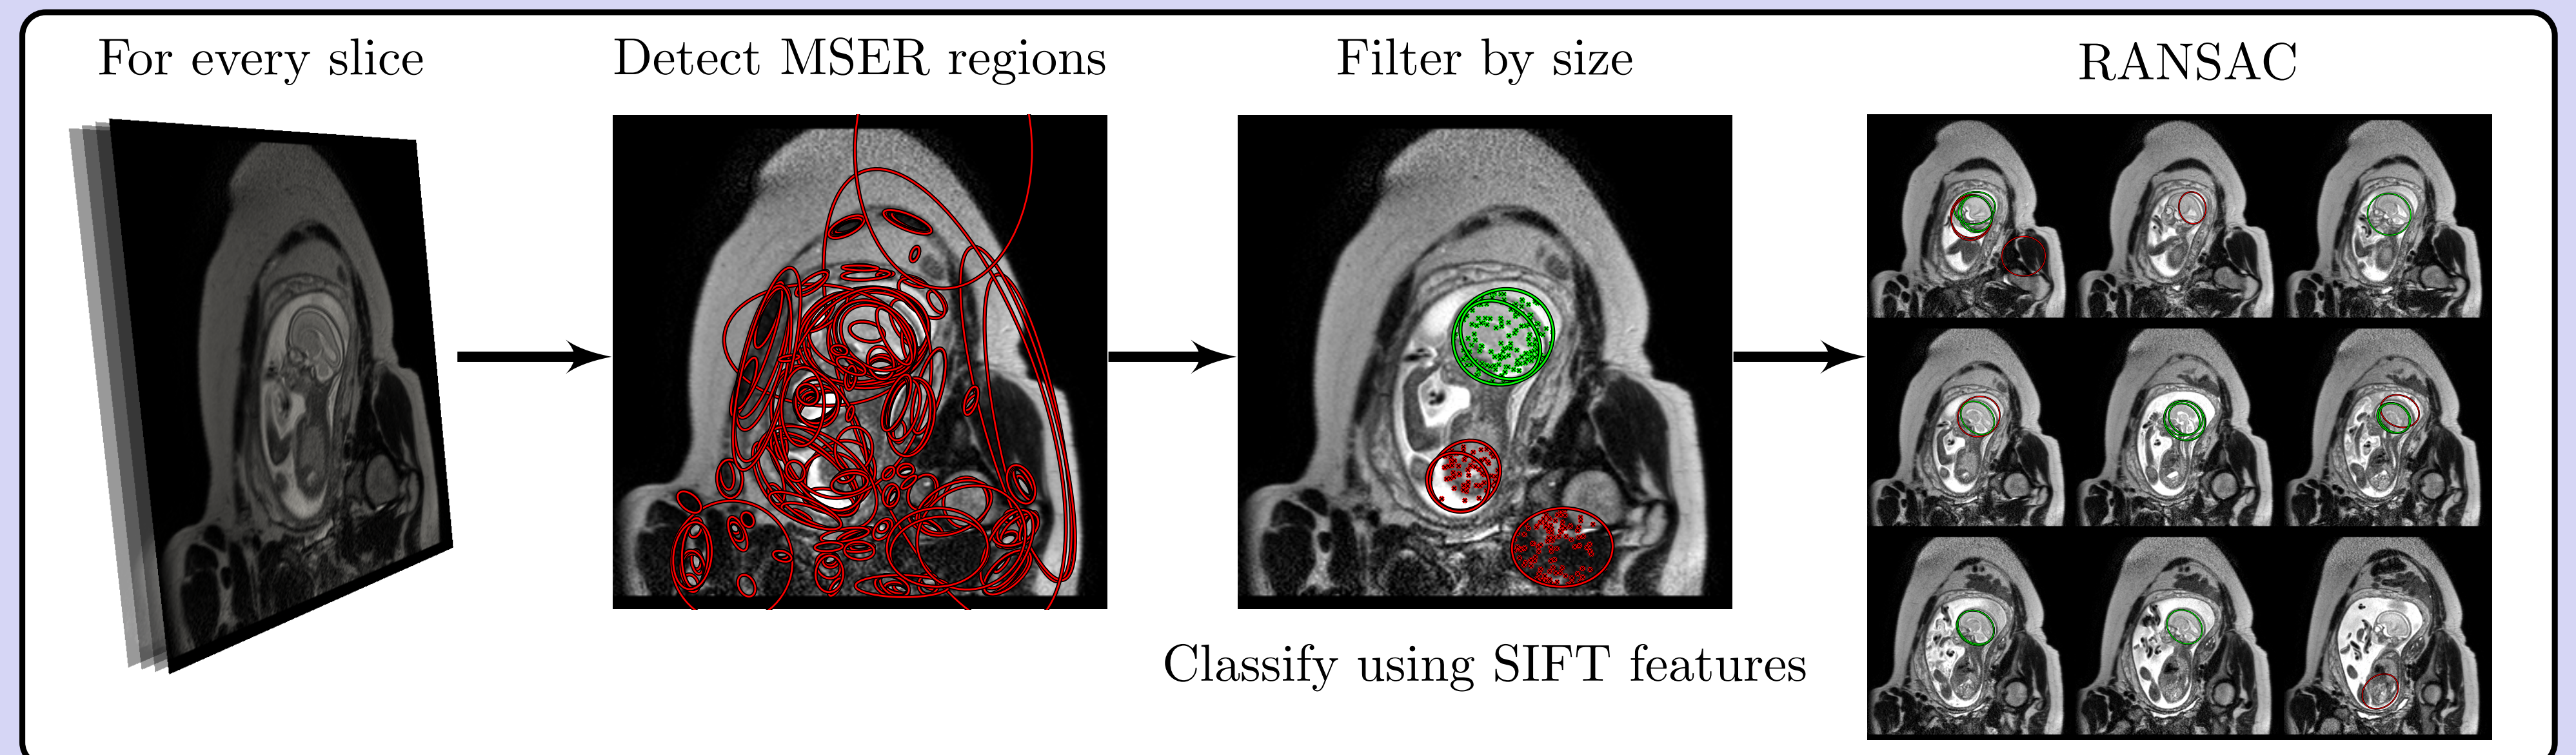 For every slice
Detect MSER regions
Filter by size
RANSAC
Classify using SIFT features